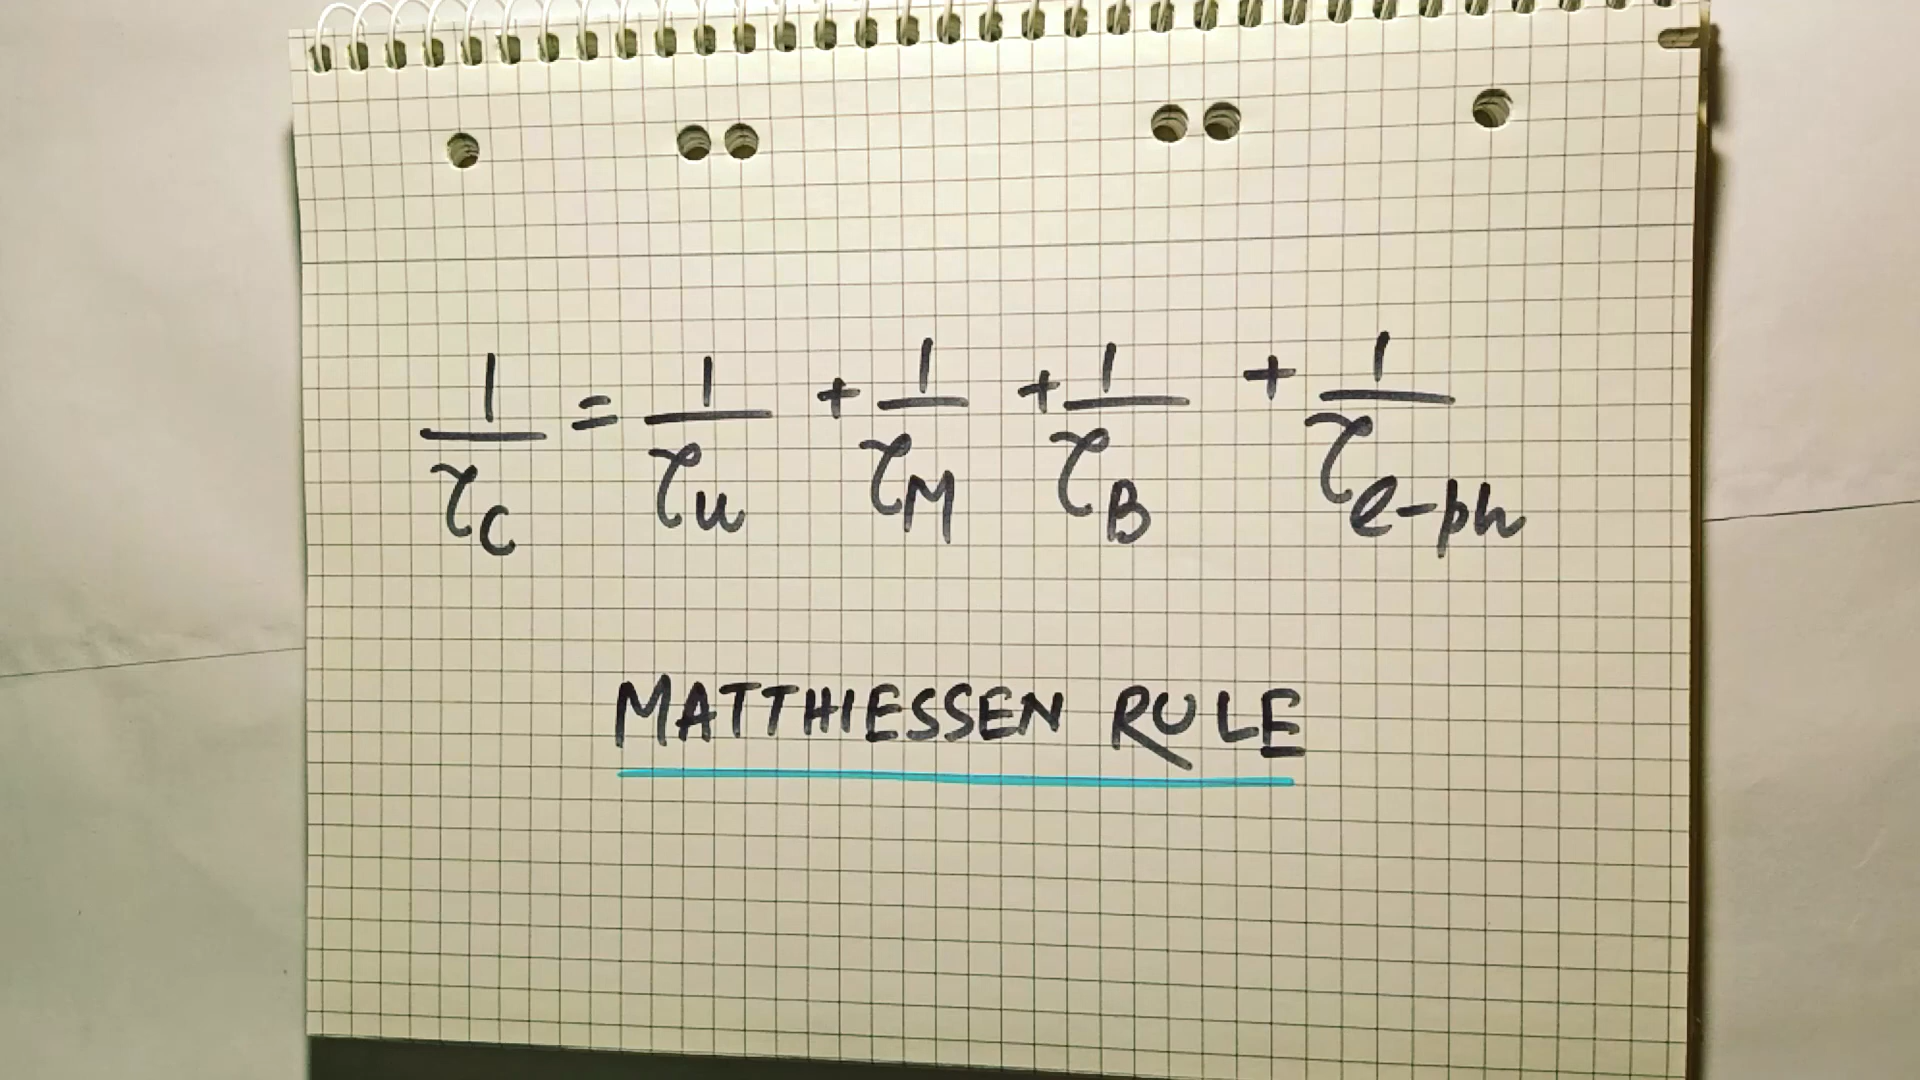 1/τ_C = 1/τ_u + 1/τ_M + 1/τ_B + 1/τ_e-ph
MATTHIESSEN RULE